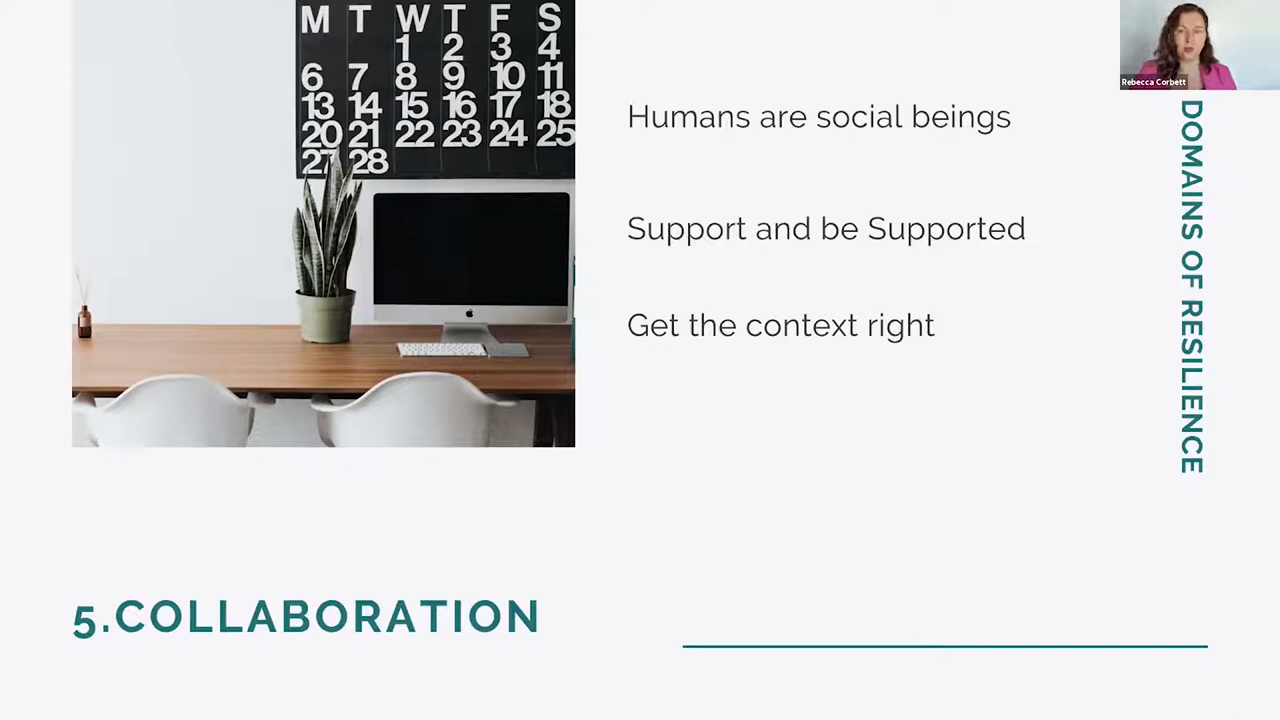 M T W T F S
1 2 3 4
6 7 8 9 10 11
13 14 15 16 17 18
20 21 22 23 24 25
27 28
Rebecca Corbett
Humans are social beings
Support and be Supported
Get the context right
DOMAINS OF RESILIENCE
5.COLLABORATION